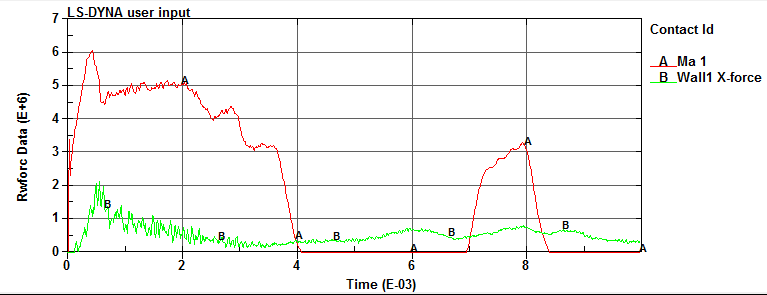 LS-DYNA user input
Contact Id
A Ma 1
B Wall1 X-force
Rwforc Data (E+6)
7
6
5
4
3
2
1
0
A
A
B
B
A
B
A
B
B
A
0
2
4
6
8
Time (E-03)